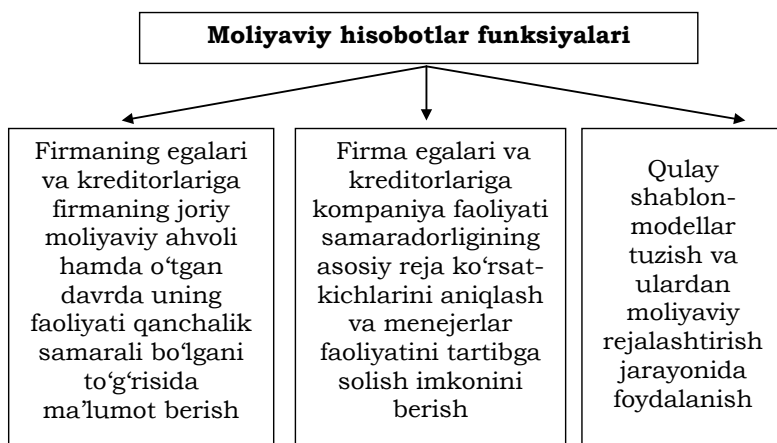 Moliyaviy hisobotlar funksiyalari
Firmaning egalari
va kreditorlariga
firmaning joriy
moliyaviy ahvoli
hamda o‘tgan
davrda uning
faoliyati qanchalik
samarali bo‘lgani
to‘g‘risida
ma’lumot berish
Firma egalari va
kreditorlariga
kompaniya faoliyati
samaradorligining
asosiy reja ko‘rsat-
kichlarini aniqlash
va menejerlar
faoliyatini tartibga
solish imkonini
berish
Qulay
shablon-
modellar
tuzish va
ulardan
moliyaviy
rejalashtirish
jarayonida
foydalanish